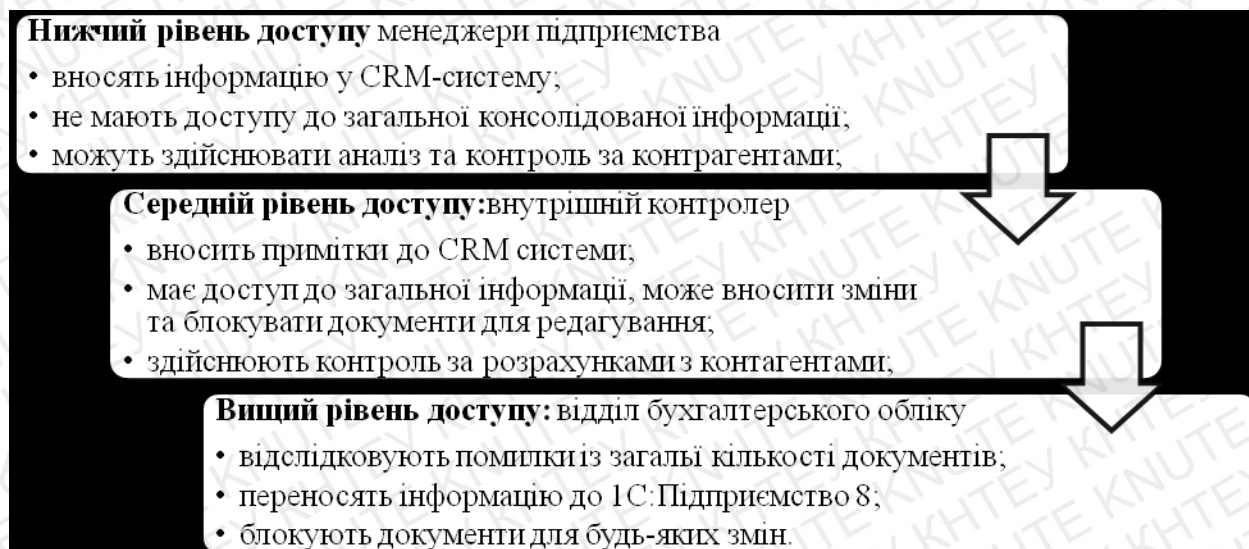 Нижчий рівень доступу менеджери підприємства
• вносять інформацію у CRM-систему;
• не мають доступу до загальної консолідованої інформації;
• можуть здійснювати аналіз та контроль за контрагентами;
Середній рівень доступу:внутрішній контролер
• вносить примітки до CRM системи;
• має доступ до загальної інформації, може вносити зміни
та блокувати документи для редагування;
• здійснюють контроль за розрахунками з контагентами;
Вищий рівень доступу: відділ бухгалтерського обліку
• відслідковують помилки із загальї кількості документів;
• переносять інформацію до 1С:Підприємство 8;
• блокують документи для будь-яких змін.